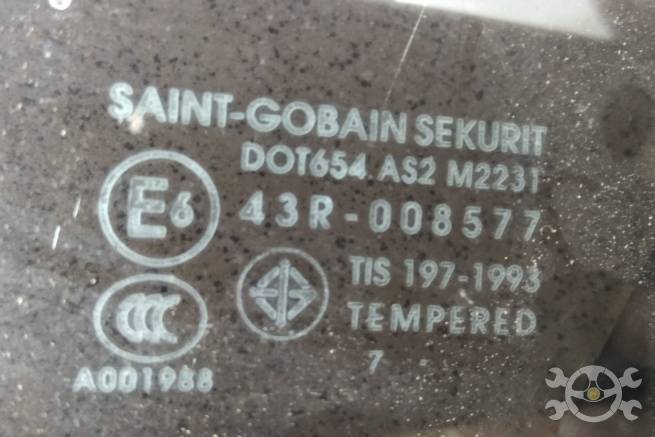 SAINT-GOBAIN SEKURIT
DOT654 AS2 M2231
E6
43R-008577
TIS 197-1993
TEMPERED
A001988
7